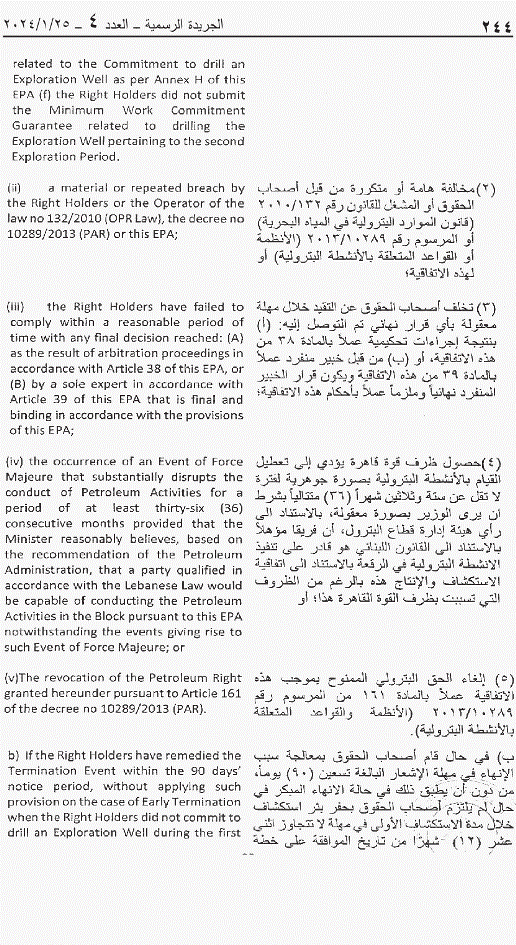 ٢٤٤
الجريدة الرسمية ــ العدد ٤ ــ ٢٠٢٤/١/٢٥
related to the Commitment to drill an
Exploration Well as per Annex H of this
EPA (f) the Right Holders did not submit
the Minimum Work Commitment
Guarantee related to drilling the
Exploration Well pertaining to the second
Exploration Period.
(ii) a material or repeated breach by
the Right Holders or the Operator of the
law no 132/2010 (OPR Law), the decree no
10289/2013 (PAR) or this EPA;
(٢)مخالفة هامة أو متكررة من قبل أصحاب
الحقوق أو المشغل للقانون رقم ٢٠١٠/١٣٢
(قانون الموارد البترولية في المياه البحرية)
أو المرسوم رقم ٢٠١٣/١٠٢٨٩ (الأنظمة
أو القواعد المتعلقة بالأنشطة البترولية) أو
لهذه الاتفاقية؛
(iii) the Right Holders have failed to
comply within a reasonable period of
time with any final decision reached: (A)
as the result of arbitration proceedings in
accordance with Article 38 of this EPA, or
(B) by a sole expert in accordance with
Article 39 of this EPA that is final and
binding in accordance with the provisions
of this EPA;
(٣) تخلف أصحاب الحقوق عن التقيد خلال مهلة
معقولة بأي قرار نهائي تم التوصل إليه: (أ)
بنتيجة إجراءات تحكيمية عملاً بالمادة ٣٨ من
هذه الاتفاقية، أو (ب) من قبل خبير منفرد عملاً
بالمادة ٣٩ من هذه الاتفاقية ويكون قرار الخبير
المنفرد نهائياً وملزماً عملاً بأحكام هذه الاتفاقية؛
(iv) the occurrence of an Event of Force
Majeure that substantially disrupts the
conduct of Petroleum Activities for a
period of at least thirty-six (36)
consecutive months provided that the
Minister reasonably believes, based on
the recommendation of the Petroleum
Administration, that a party qualified in
accordance with the Lebanese Law would
be capable of conducting the Petroleum
Activities in the Block pursuant to this EPA
notwithstanding the events giving rise to
such Event of Force Majeure; or
(٤)حصول ظرف قوة قاهرة يؤدي إلى تعطيل
القيام بالأنشطة البترولية بصورة جوهرية لفترة
لا تقل عن ستة وثلاثين شهراً (٣٦) متتالياً بشرط
ان يرى الوزير بصورة معقولة، بالاستناد الى
رأي هيئة إدارة قطاع البترول، أن فريقا مؤهلاً
بالاستناد الى القانون اللبناني هو قادر على تنفيذ
الانشطة البترولية في الرقعة بالاستناد الى اتفاقية
الاستكشاف والإنتاج هذه بالرغم من الظروف
التي تسببت بظرف القوة القاهرة هذا؛ أو
(v)The revocation of the Petroleum Right
granted hereunder pursuant to Article 161
of the decree no 10289/2013 (PAR).
(٥) إلغاء الحق البترولي الممنوح بموجب هذه
الاتفاقية عملاً بالمادة ١٦١ من المرسوم رقم
٢٠١٣/١٠٢٨٩ (الأنظمة والقواعد المتعلقة
بالأنشطة البترولية).
b) If the Right Holders have remedied the
Termination Event within the 90 days'
notice period, without applying such
provision on the case of Early Termination
when the Right Holders did not commit to
drill an Exploration Well during the first
ب) في حال قام أصحاب الحقوق بمعالجة سبب
الإنهاء في مهلة الإشعار البالغة تسعين (٩٠) يوماً،
من دون أن يطبق ذلك في حالة الانهاء المبكر في
حال لم يلتزم أصحاب الحقوق بحفر بئر استكشاف
خلال مدة الاستكشاف الأولى في مهلة لا تتجاوز اثنى
عشر (١٢) شهرًا من تاريخ الموافقة على خطة